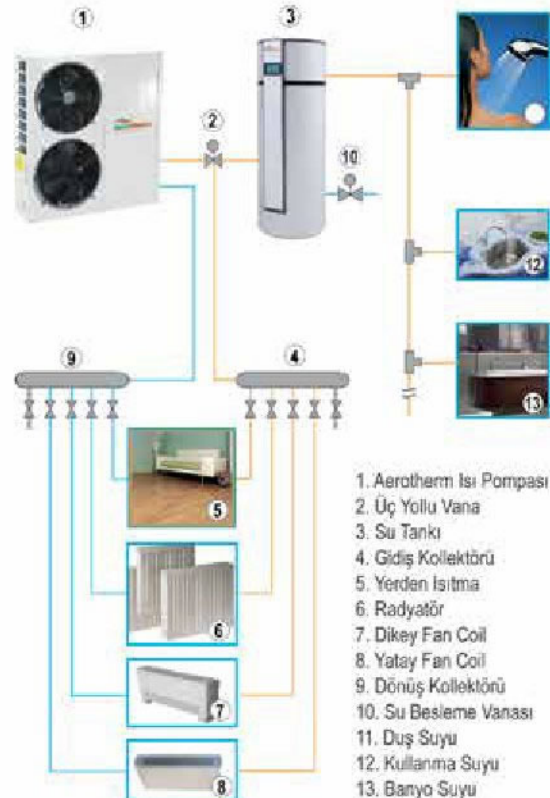 1
3
2
10
12
13
9
4
5
6
7
8
1. Aerotherm Isı Pompası
2. Üç Yollu Vana
3. Su Tankı
4. Gidiş Kollektörü
5. Yerden Isıtma
6. Radyatör
7. Dikey Fan Coil
8. Yatay Fan Coil
9. Dönüş Kollektörü
10. Su Besleme Vanası
11. Duş Suyu
12. Kullanma Suyu
13. Banyo Suyu